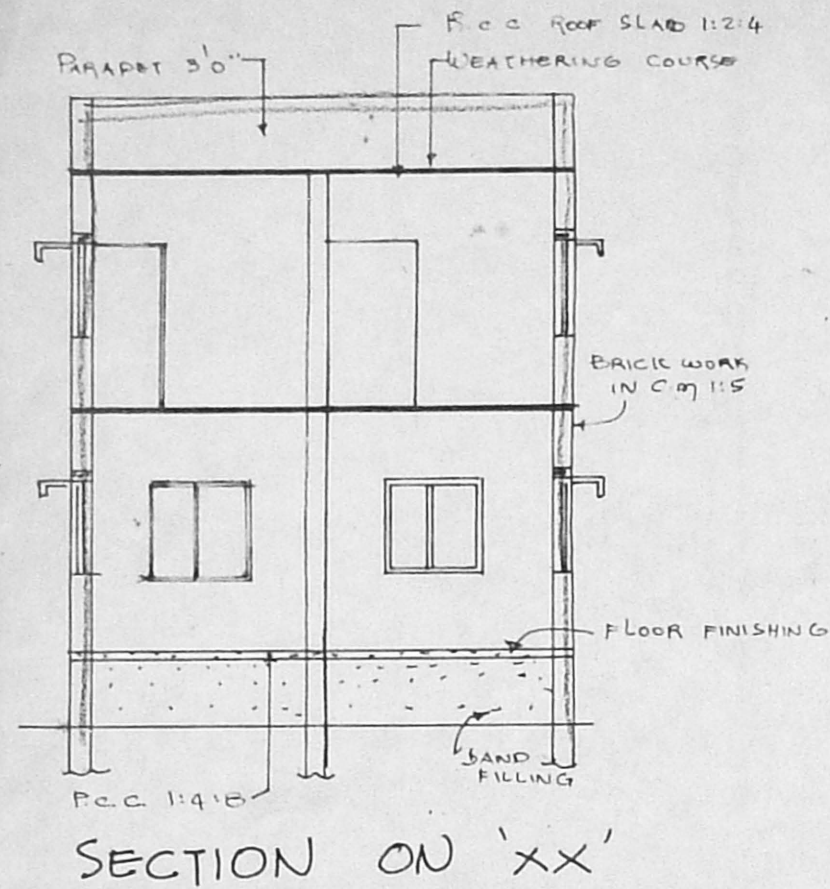 R.C.C ROOF SLAB 1:2:4
PARAPET 3'0"
WEATHERING COURSE
BRICK WORK
IN C.M 1:5
FLOOR FINISHING
SAND
FILLING
P.C.C. 1:4:8
SECTION ON 'XX'